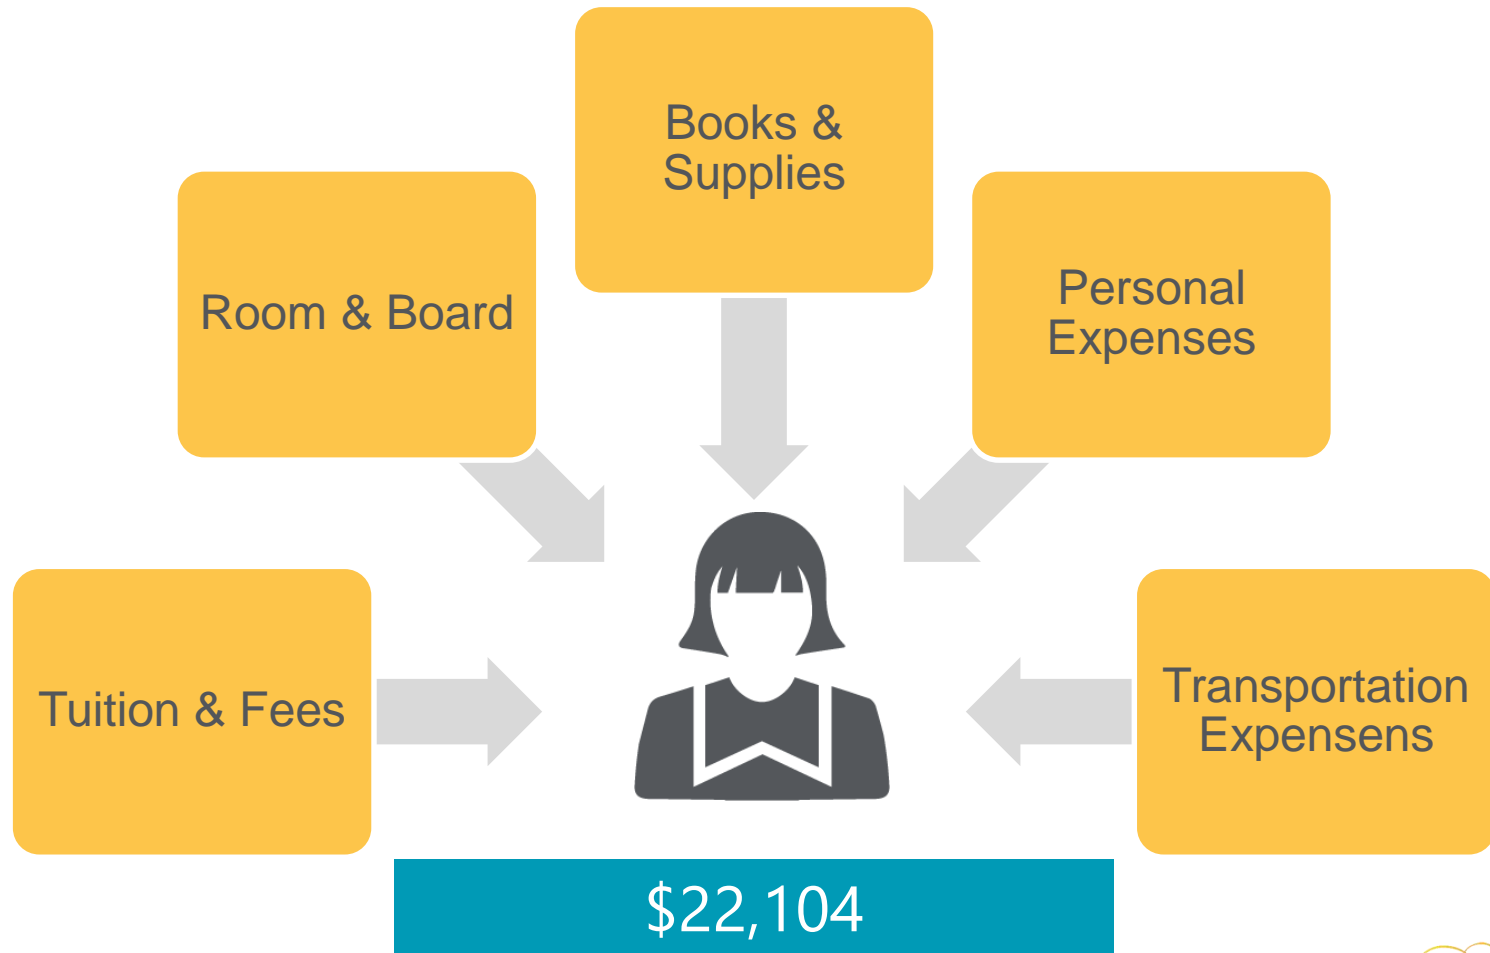 Books &
Supplies
Room & Board
Personal
Expenses
Tuition & Fees
Transportation
Expensens
$22,104